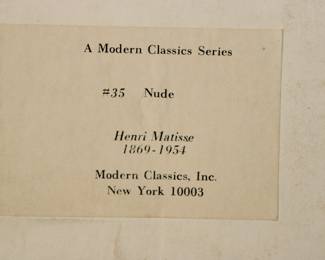 A Modern Classics Series
#35 Nude
Henri Matisse
1869-1954
Modern Classics, Inc.
New York 10003